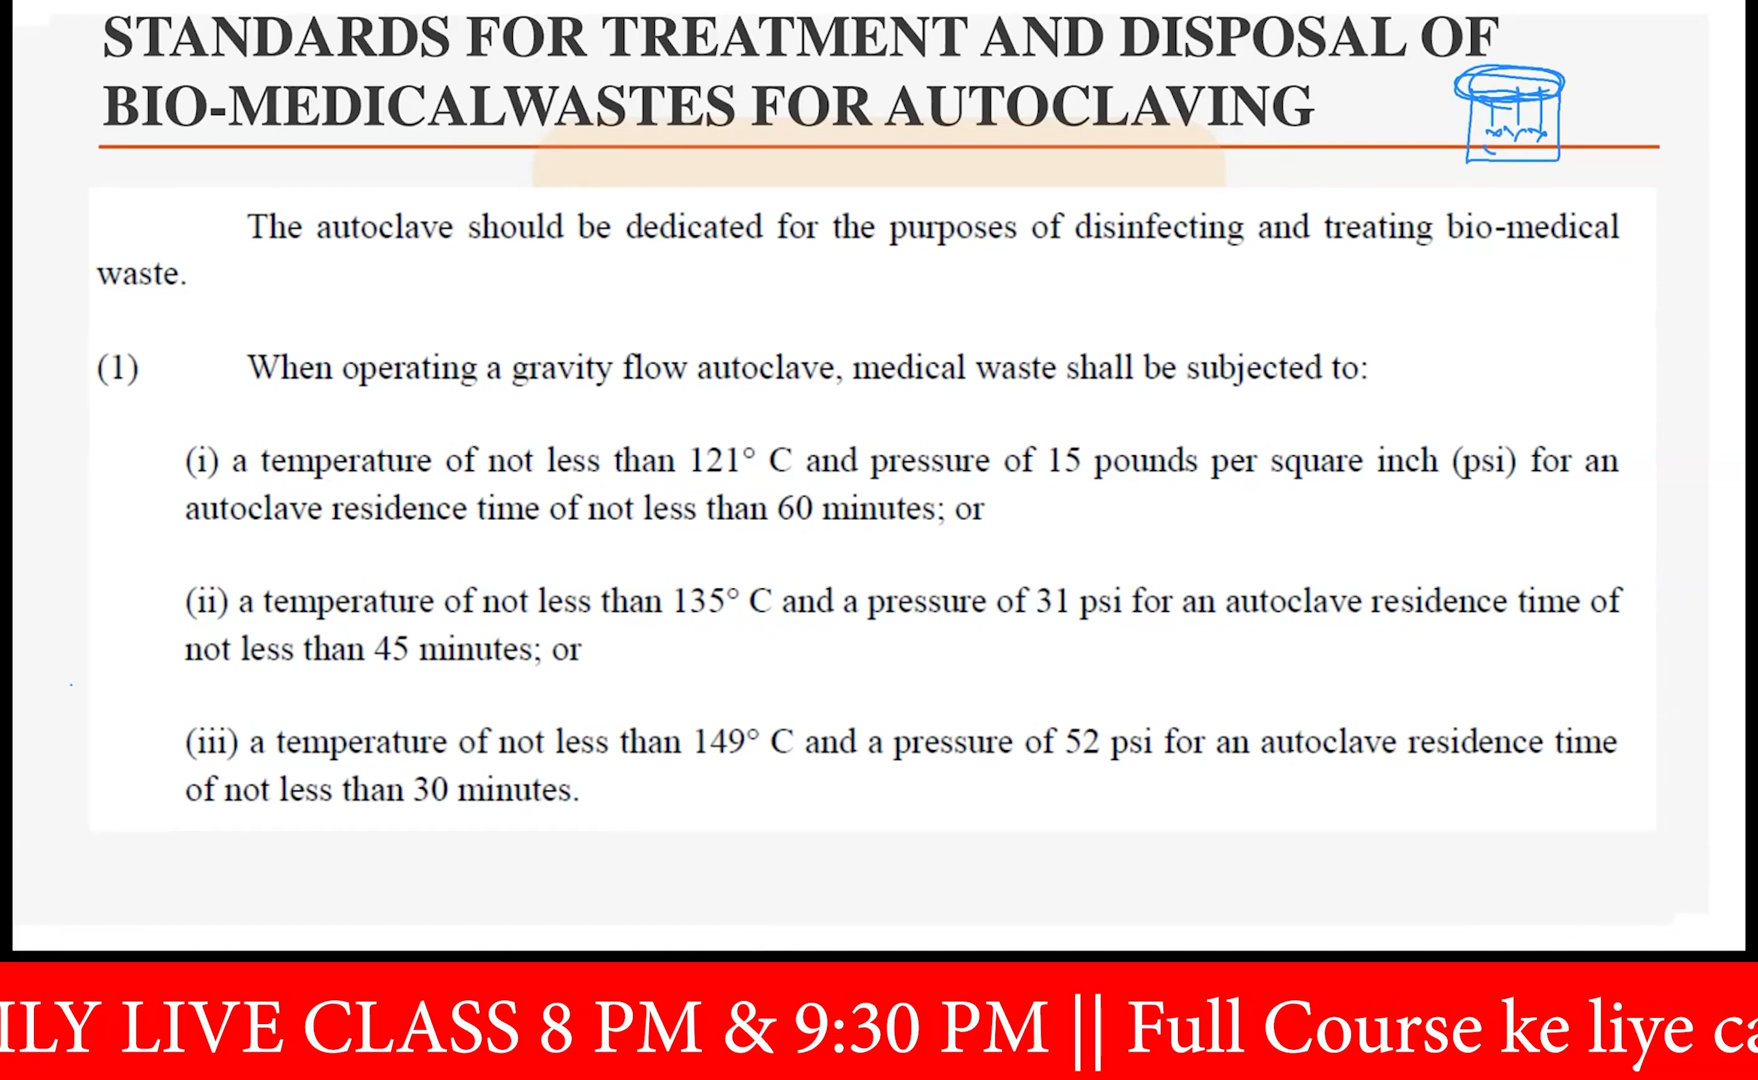 STANDARDS FOR TREATMENT AND DISPOSAL OF
BIO-MEDICALWASTES FOR AUTOCLAVING
The autoclave should be dedicated for the purposes of disinfecting and treating bio-medical
waste.
(1) When operating a gravity flow autoclave, medical waste shall be subjected to:
(i) a temperature of not less than 121° C and pressure of 15 pounds per square inch (psi) for an
autoclave residence time of not less than 60 minutes; or
(ii) a temperature of not less than 135° C and a pressure of 31 psi for an autoclave residence time of
not less than 45 minutes; or
(iii) a temperature of not less than 149° C and a pressure of 52 psi for an autoclave residence time
of not less than 30 minutes.
ILY LIVE CLASS 8 PM & 9:30 PM || Full Course ke liye ca